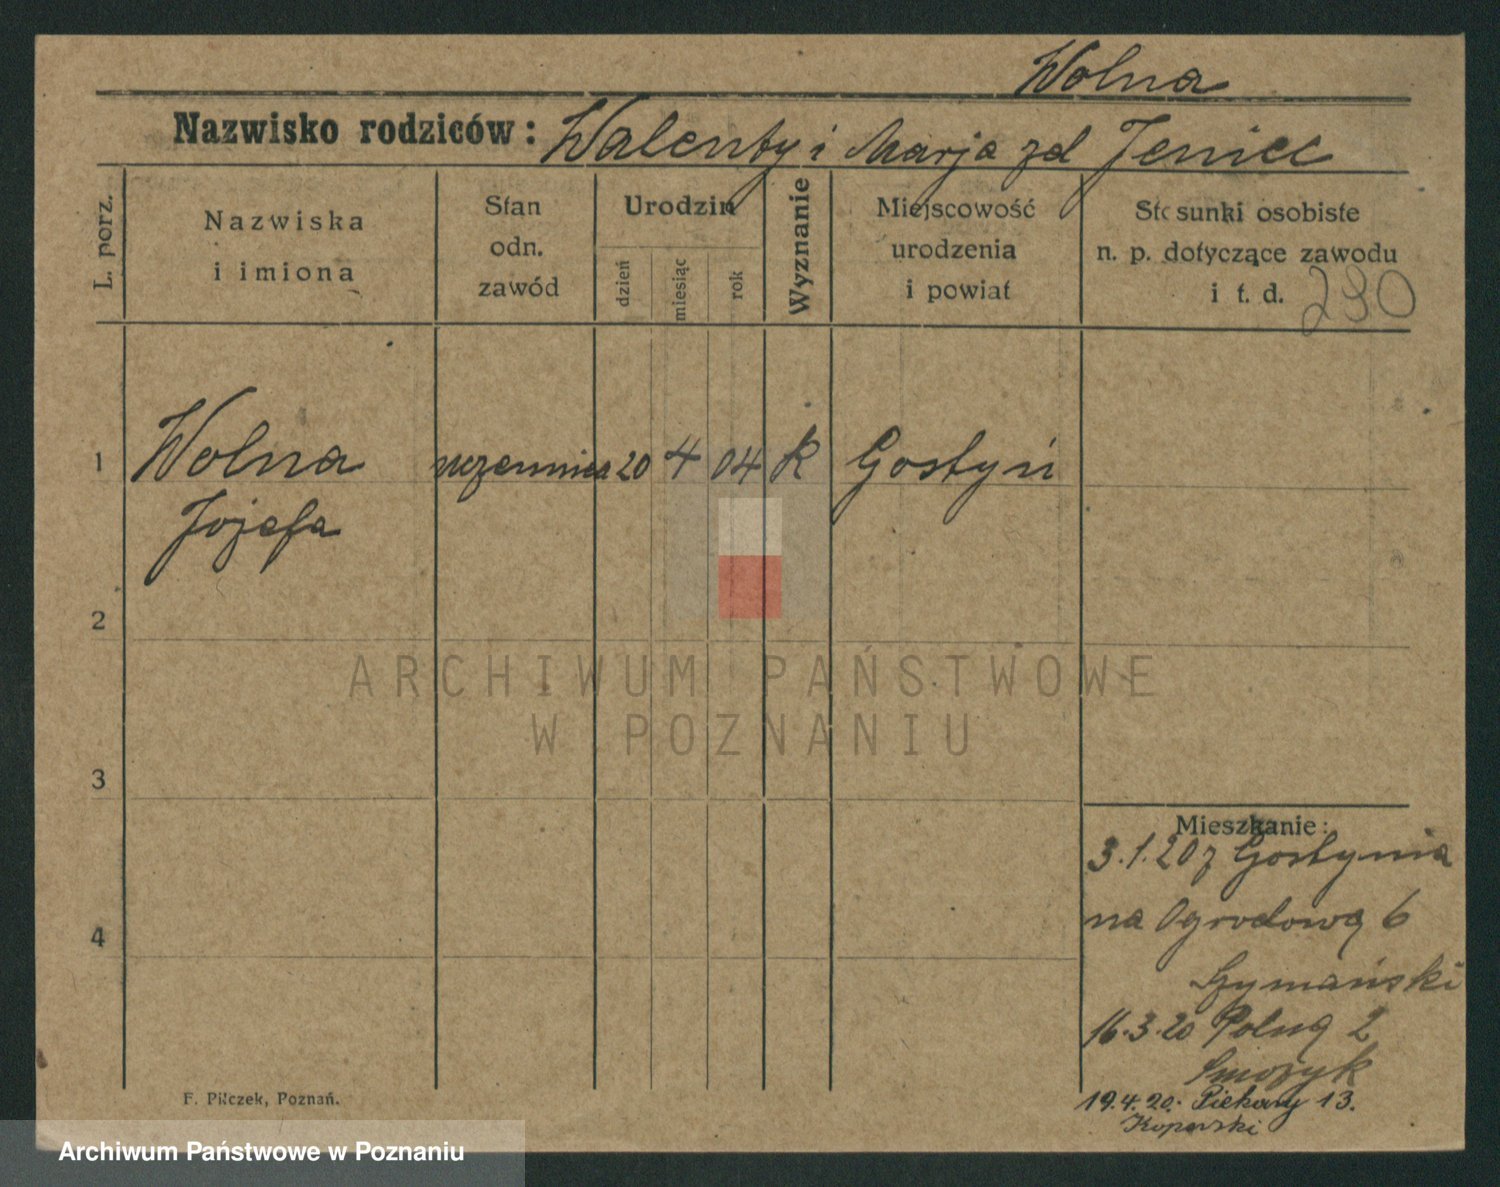 Wolna
Nazwisko rodziców: Walenty i Marja zd Jeniec
L. porz.
Nazwiska
i imiona
Stan
odn.
zawód
Urodzin
dzień
miesiąc
rok
Wyznanie
Miejscowość
urodzenia
i powiat
Stosunki osobiste
n. p. dotyczące zawodu
i t. d.
290
1 Wolna uczennica 20 4 04 k Gostyń
Józefa
2
3
4
Mieszkanie:
3.1.20 z Gostynia
na Ogrodową 6
Szymański
16.3.20 Polną 2
19.4.20. Piekary 13.
F. Pilczek, Poznań.
ARCHIWUM PAŃSTWOWE
W POZNANIU
Archiwum Państwowe w Poznaniu